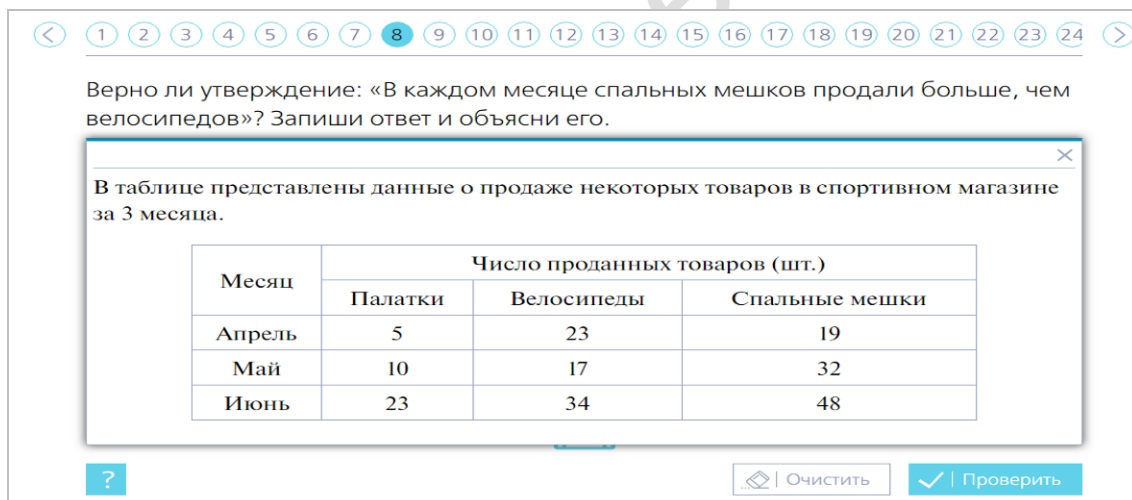 1 2 3 4 5 6 7 8 9 10 11 12 13 14 15 16 17 18 19 20 21 22 23 24
Верно ли утверждение: «В каждом месяце спальных мешков продали больше, чем
велосипедов»? Запиши ответ и объясни его.
В таблице представлены данные о продаже некоторых товаров в спортивном магазине
за 3 месяца.
Месяц Число проданных товаров (шт.)
Палатки Велосипеды Спальные мешки
Апрель 5 23 19
Май 10 17 32
Июнь 23 34 48
? Очистить Проверить